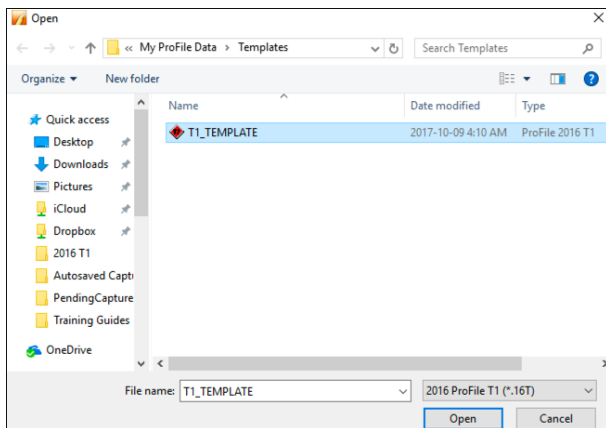 Open
« My ProFile Data > Templates
Search Templates
Organize
New folder
Name
Date modified
Type
Quick access
Desktop
Downloads
Pictures
iCloud
Dropbox
2016 T1
Autosaved Captu
PendingCapture
Training Guides
OneDrive
T1_TEMPLATE
2017-10-09 4:10 AM
ProFile 2016 T1
File name:
T1_TEMPLATE
2016 ProFile T1 (*.16T)
Open
Cancel